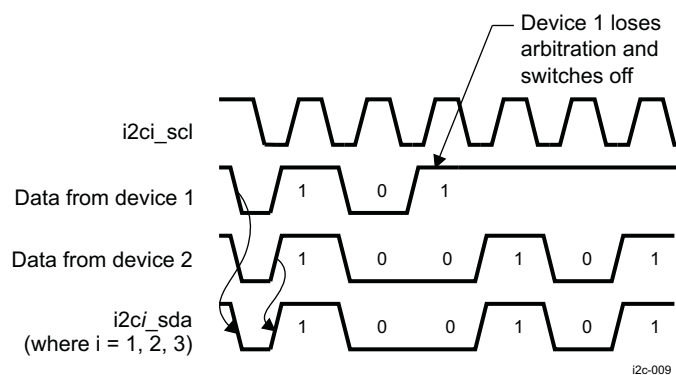 Device 1 loses
arbitration and
switches off
i2ci_scl
Data from device 1
1 0 1
Data from device 2
1 0 0 1 0 1
i2ci_sda
(where i = 1, 2, 3)
1 0 0 1 0 1
i2c-009